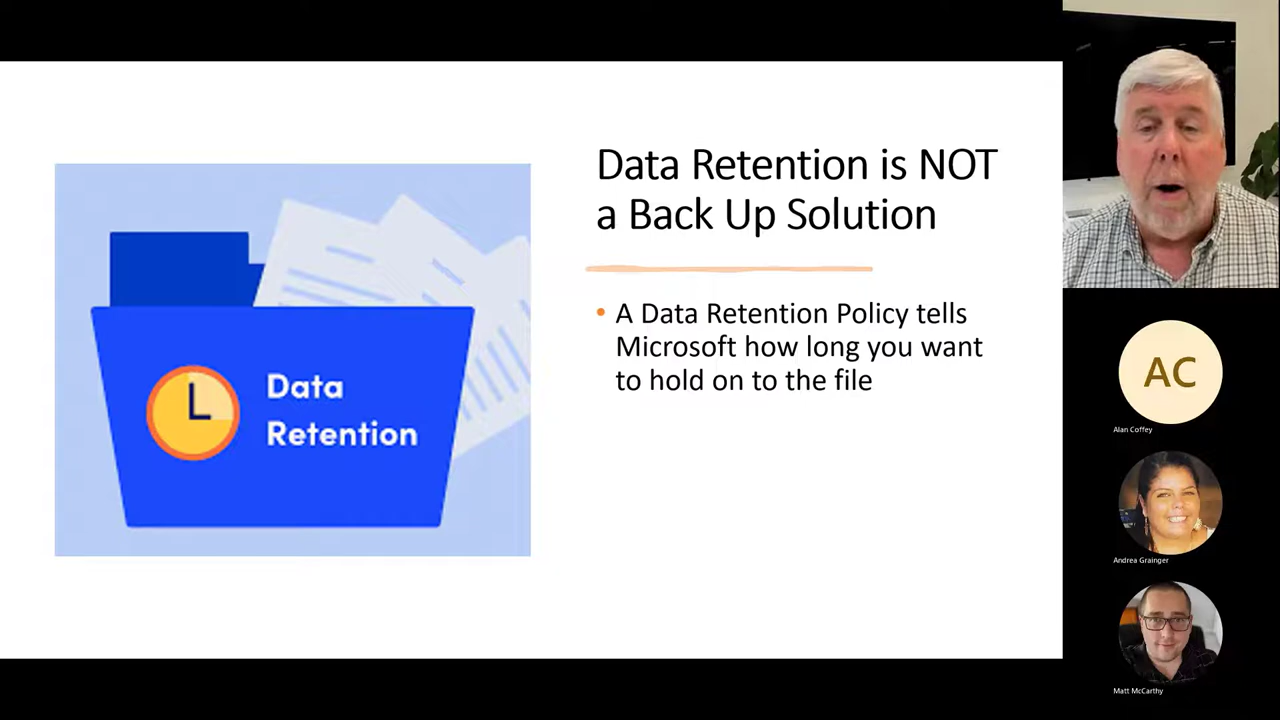 Data Retention is NOT
a Back Up Solution
• A Data Retention Policy tells
Microsoft how long you want
to hold on to the file
Data
Retention
AC
Alan Coffey
Andrea Grainger
Matt McCarthy